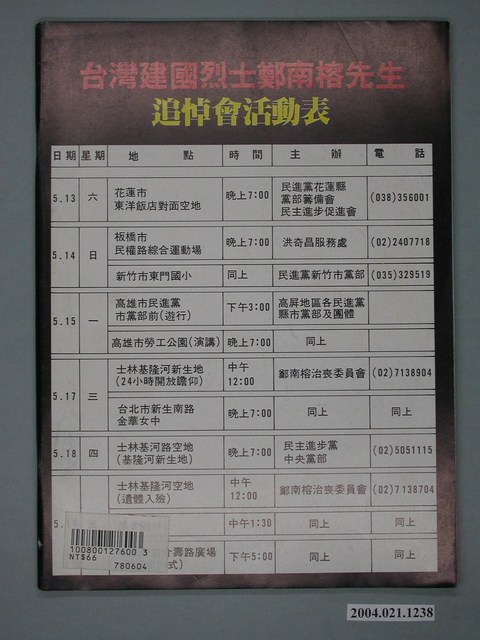 台灣建國烈士鄭南榕先生
追悼會活動表
日期 星期 地點 時間 主辦 電話
5.13 六 花蓮市 東洋飯店對面空地 晚上7:00 民進黨花蓮縣 黨部籌備會 民主進步促進會 (038)356001
5.14 日 板橋市 民權路綜合運動場 晚上7:00 洪奇昌服務處 (02)2407718
新竹市東門國小 同上 民進黨新竹市黨部 (035)329519
5.15 一 高雄市民進黨 市黨部前(遊行) 下午3:00 高屏地區各民進黨 縣市黨部及團體
高雄市勞工公園(演講) 晚上7:00 同上
5.17 三 士林基隆河新生地 (24小時開放瞻仰) 中午 12:00 鄭南榕治喪委員會 (02)7138904
台北市新生南路 金華女中 晚上7:00 同上 同上
5.18 四 士林基河路空地 (基隆河新生地) 晚上7:00 民主進步黨 中央黨部 (02)5051115
士林基隆河空地 (遺體入殮) 中午 12:00 鄭南榕治喪委員會 (02)7138704
5. 中午1:30 同上 同上
介壽路廣場 式) 下午5:00 同上 同上
100800127600 3
NT$66
780604
2004.021.1238